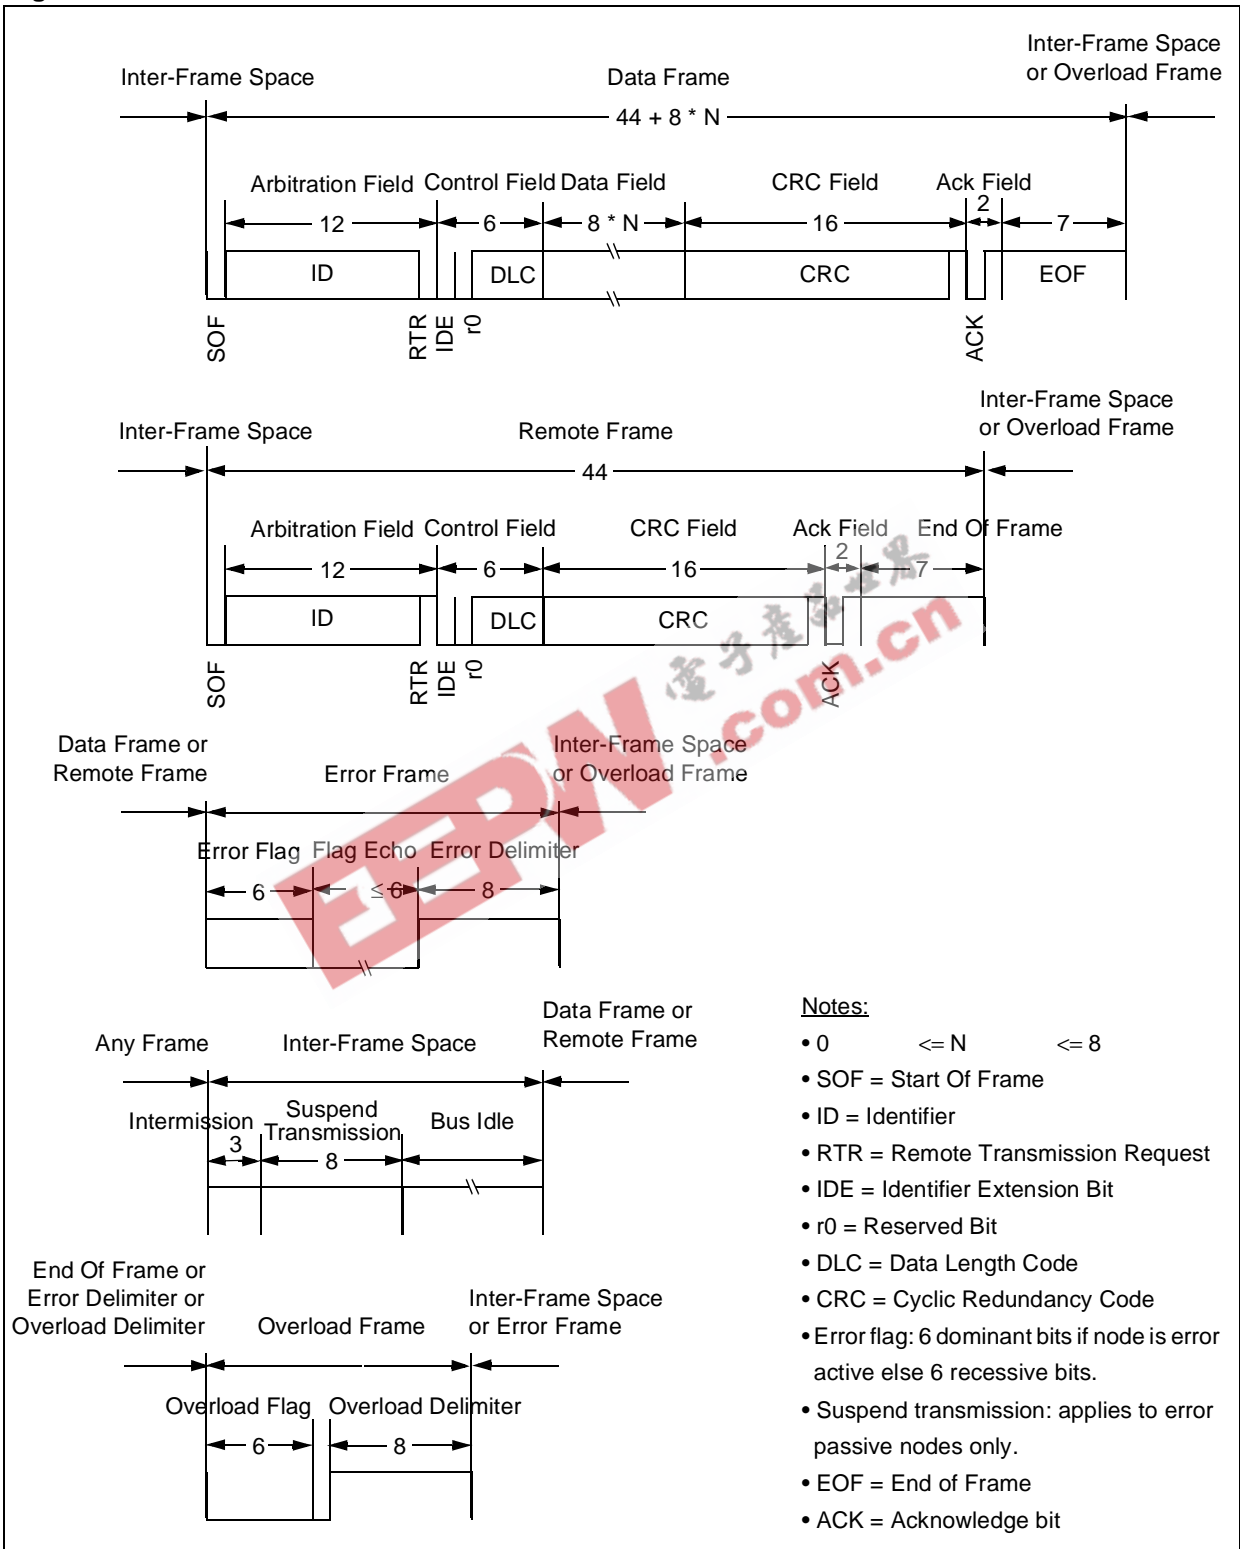 Inter-Frame Space
Data Frame
Inter-Frame Space
or Overload Frame
44 + 8 * N
Arbitration Field
Control Field
Data Field
CRC Field
Ack Field
12
6
8 * N
16
2
7
ID
DLC
CRC
EOF
SOF
RTR
IDE
r0
ACK
Inter-Frame Space
Remote Frame
Inter-Frame Space
or Overload Frame
44
Arbitration Field
Control Field
CRC Field
Ack Field
End Of Frame
12
6
16
2
7
ID
DLC
CRC
SOF
RTR
IDE
r0
ACK
電子產品世界
EEPW
.com.cn
Data Frame or
Remote Frame
Error Frame
Inter-Frame Space
or Overload Frame
Error Flag
Flag Echo
Error Delimiter
6
≤ 6
8
Any Frame
Inter-Frame Space
Data Frame or
Remote Frame
Intermission
Suspend
Transmission
Bus Idle
3
8
End Of Frame or
Error Delimiter or
Overload Delimiter
Overload Frame
Inter-Frame Space
or Error Frame
Overload Flag
Overload Delimiter
6
8
Notes:
• 0 <= N <= 8
• SOF = Start Of Frame
• ID = Identifier
• RTR = Remote Transmission Request
• IDE = Identifier Extension Bit
• r0 = Reserved Bit
• DLC = Data Length Code
• CRC = Cyclic Redundancy Code
• Error flag: 6 dominant bits if node is error
active else 6 recessive bits.
• Suspend transmission: applies to error
passive nodes only.
• EOF = End of Frame
• ACK = Acknowledge bit